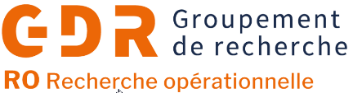 GDR Groupement
de recherche
RO Recherche opérationnelle